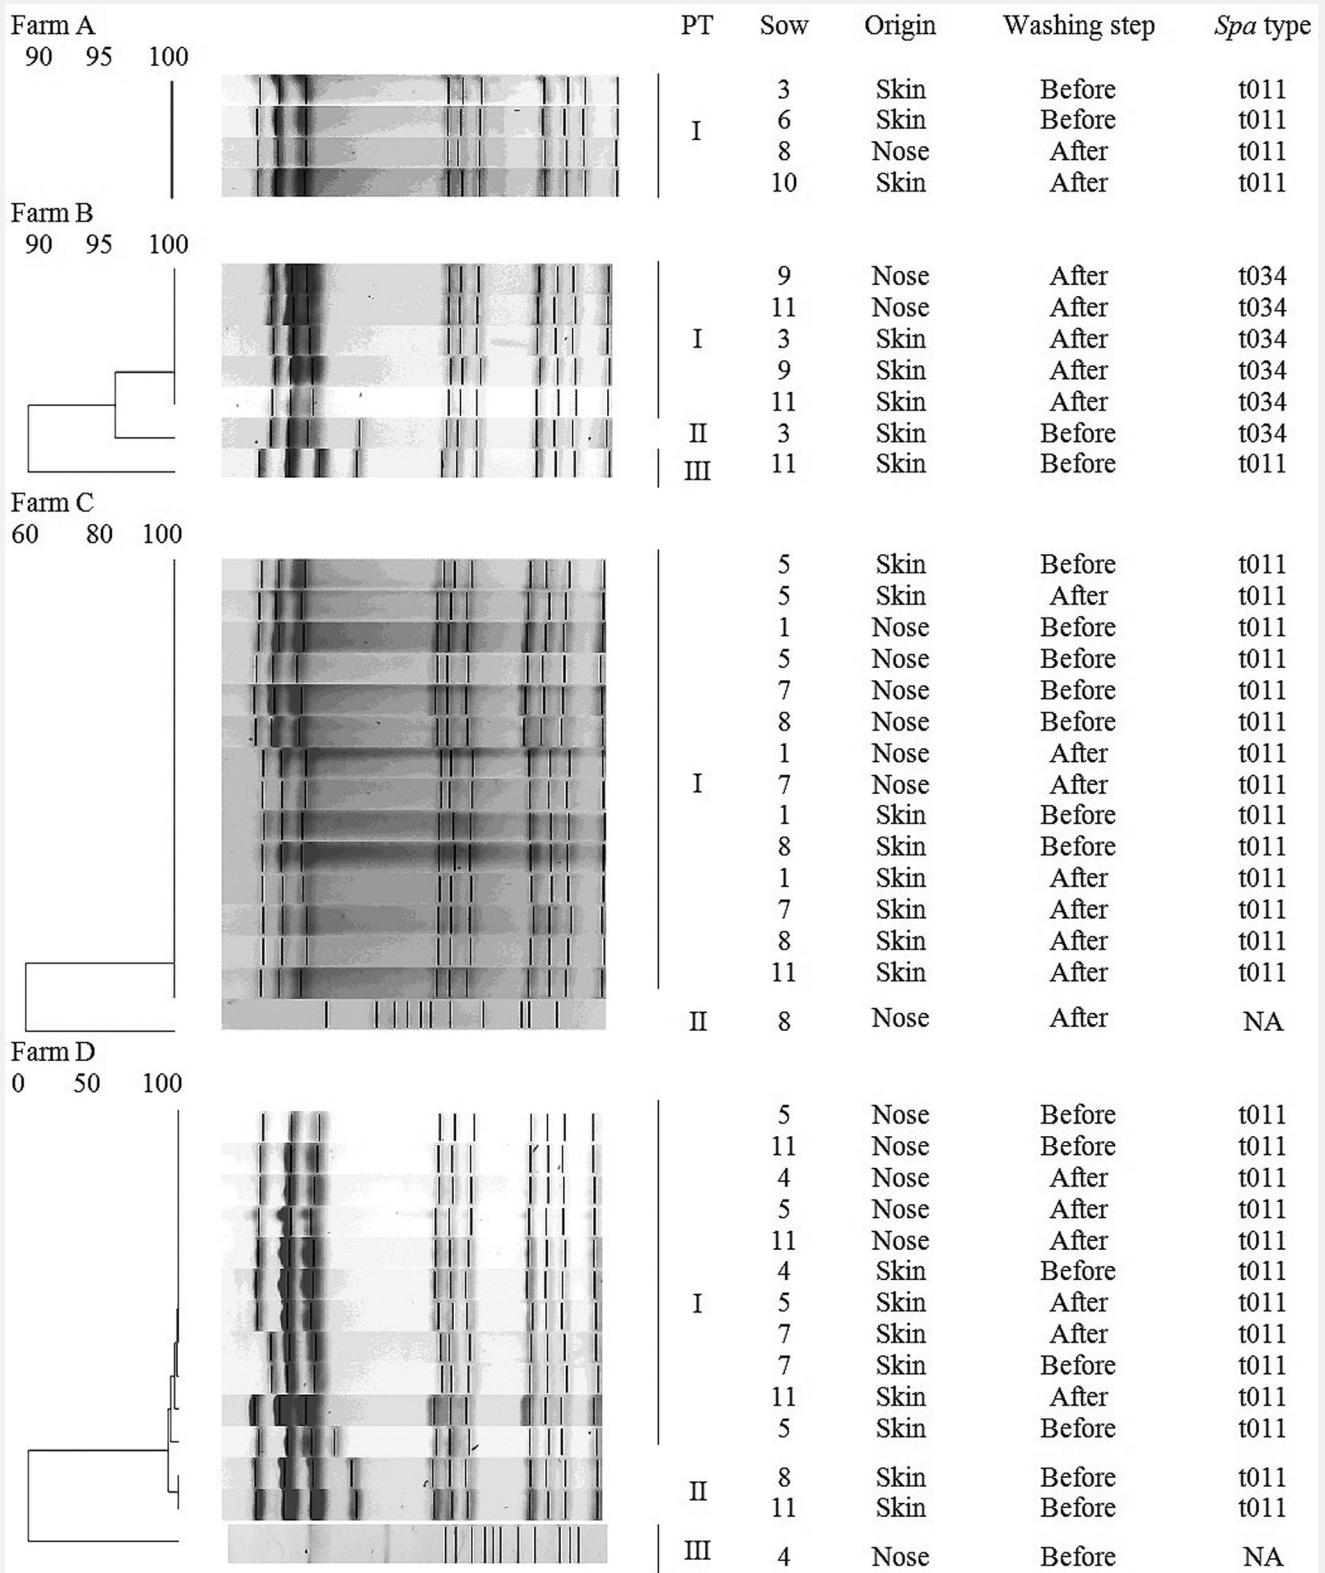 Farm A PT Sow Origin Washing step Spa type
90 95 100
3 Skin Before t011
6 Skin Before t011
I
8 Nose After t011
10 Skin After t011
Farm B
90 95 100
9 Nose After t034
11 Nose After t034
I 3 Skin After t034
9 Skin After t034
11 Skin After t034
II 3 Skin Before t034
III 11 Skin Before t011
Farm C
60 80 100
5 Skin Before t011
5 Skin After t011
1 Nose Before t011
5 Nose Before t011
7 Nose Before t011
8 Nose Before t011
1 Nose After t011
I 7 Nose After t011
1 Skin Before t011
8 Skin Before t011
1 Skin After t011
7 Skin After t011
8 Skin After t011
11 Skin After t011
II 8 Nose After NA
Farm D
0 50 100
5 Nose Before t011
11 Nose Before t011
4 Nose After t011
5 Nose After t011
11 Nose After t011
4 Skin Before t011
I 5 Skin After t011
7 Skin After t011
7 Skin Before t011
11 Skin After t011
5 Skin Before t011
8 Skin Before t011
II
11 Skin Before t011
III 4 Nose Before NA